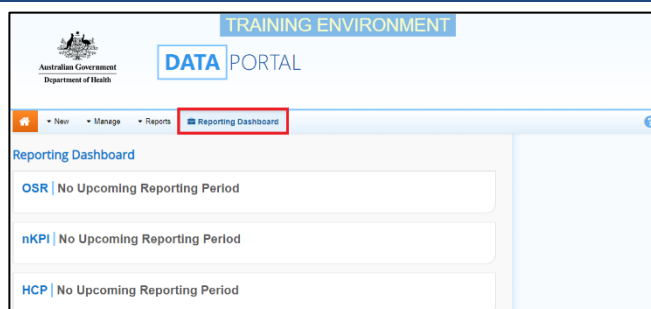 TRAINING ENVIRONMENT
Australian Government
Department of Health
DATA PORTAL
New Manage Reports Reporting Dashboard ?
Reporting Dashboard
OSR | No Upcoming Reporting Period
nKPI | No Upcoming Reporting Period
HCP | No Upcoming Reporting Period